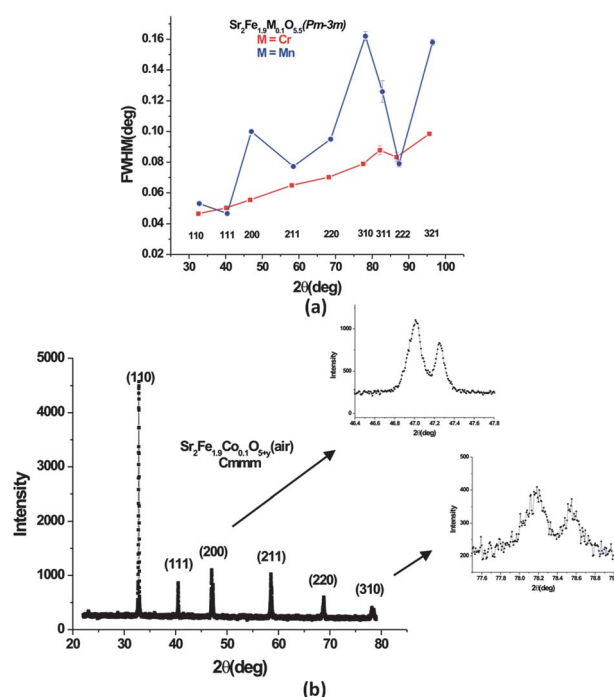 Sr2Fe1.9M0.1O5.5(Pm-3m)
M = Cr
M = Mn
FWHM(deg)
0.16
0.14
0.12
0.10
0.08
0.06
0.04
0.02
110 111 200 211 220 310 311 222 321
30 40 50 60 70 80 90 100
2θ(deg)
(a)
Intensity
1000
500
0
46.4 46.6 46.8 47.0 47.2 47.4 47.6 47.8
2θ(deg)
Intensity
500
400
300
200
77.6 77.8 78.0 78.2 78.4 78.6 78.8 79
2θ(deg)
Intensity
5000
4000
3000
2000
1000
0
(110)
Sr2Fe1.9Co0.1O5+y(air)
Cmmm
(111) (200) (211) (220) (310)
20 30 40 50 60 70 80
2θ(deg)
(b)